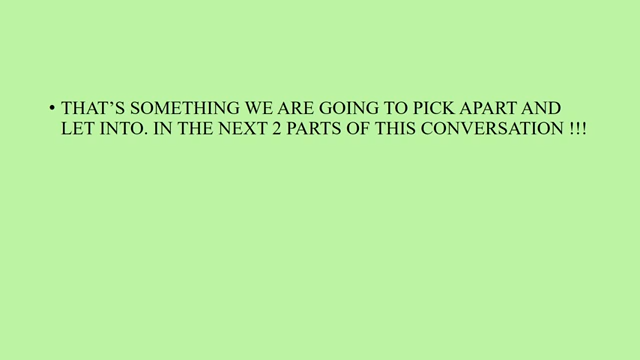 • THAT’S SOMETHING WE ARE GOING TO PICK APART AND
LET INTO. IN THE NEXT 2 PARTS OF THIS CONVERSATION !!!